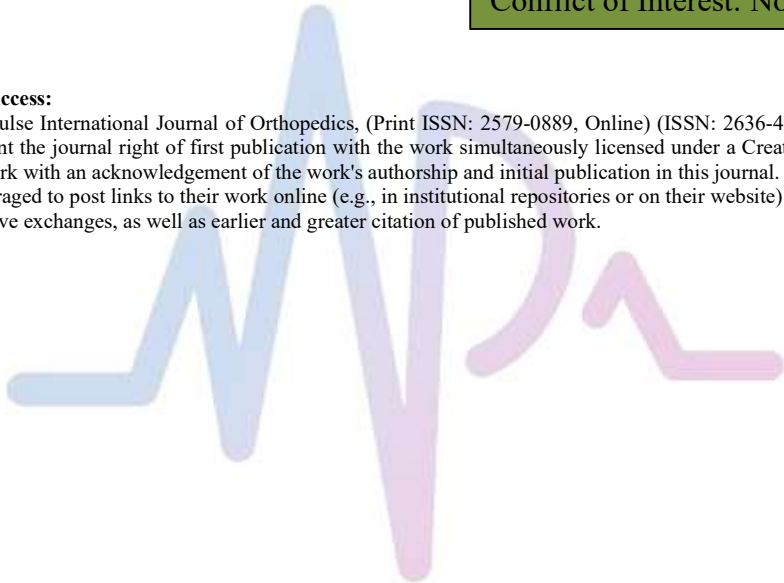 Conflict of Interest: No
ccess:
ulse International Journal of Orthopedics, (Print ISSN: 2579-0889, Online) (ISSN: 2636-4
nt the journal right of first publication with the work simultaneously licensed under a Creat
rk with an acknowledgement of the work's authorship and initial publication in this journal.
raged to post links to their work online (e.g., in institutional repositories or on their website)
ve exchanges, as well as earlier and greater citation of published work.